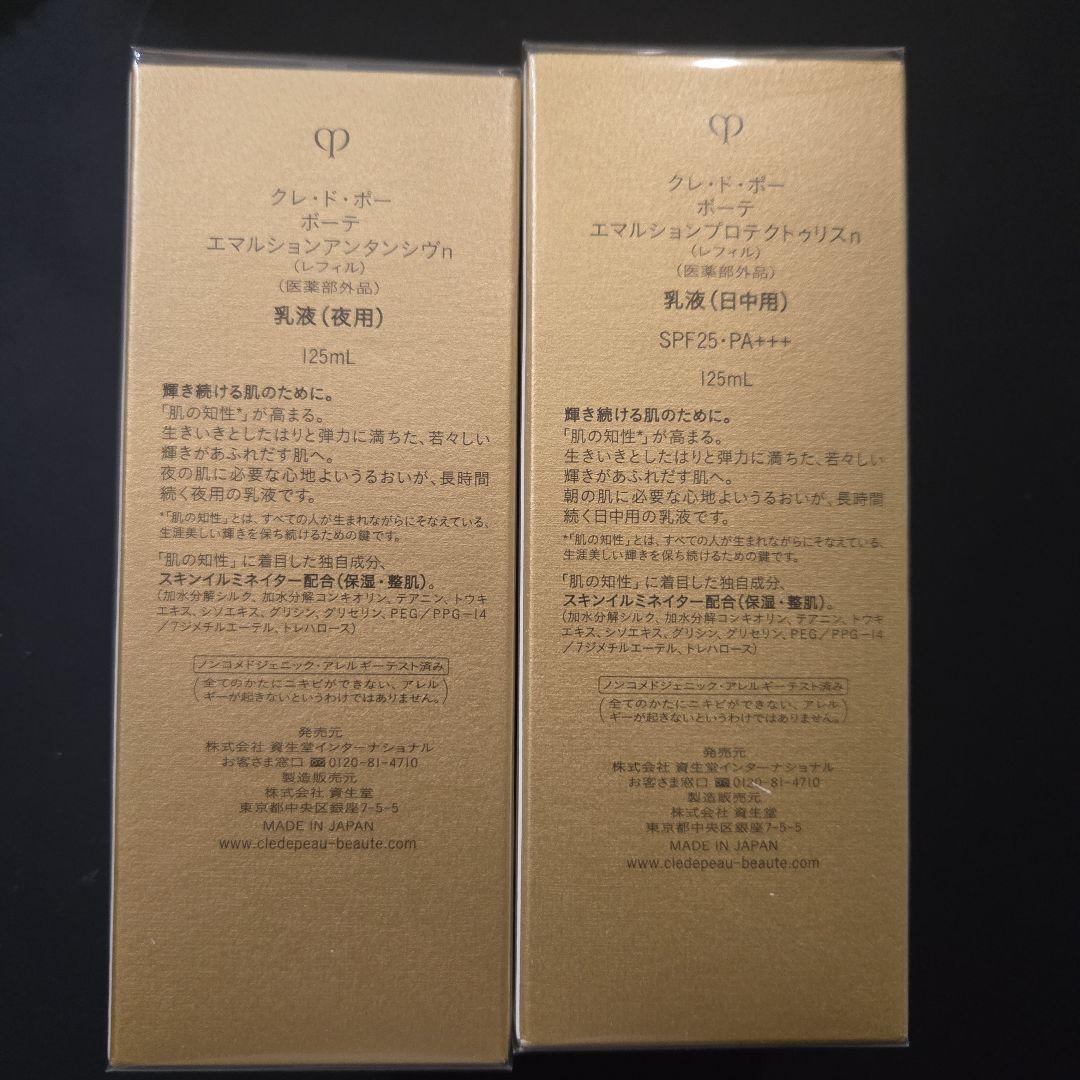 クレ・ド・ポー
ボーテ
エマルションアンタンシヴn
(レフィル)
(医薬部外品)
乳液(夜用)
125mL
輝き続ける肌のために。
「肌の知性*」が高まる。
生きいきとしたはりと弾力に満ちた、若々しい
輝きがあふれだす肌へ。
夜の肌に必要な心地よいうるおいが、長時間
続く夜用の乳液です。
*「肌の知性」とは、すべての人が生まれながらにそなえている、
生涯美しい輝きを保ち続けるための鍵です。
「肌の知性」に着目した独自成分、
スキンイルミネイター配合(保湿・整肌)。
(加水分解シルク、加水分解コンキオリン、テアニン、トウキ
エキス、シソエキス、グリシン、グリセリン、PEG/PPG-14
/7ジメチルエーテル、トレハロース)
ノンコメドジェニック・アレルギーテスト済み
(全てのかたにニキビができない、アレル
ギーが起きないというわけではありません。)
発売元
株式会社 資生堂インターナショナル
お客さま窓口 0120-81-4710
製造販売元
株式会社 資生堂
東京都中央区銀座7-5-5
MADE IN JAPAN
www.cledepeau-beaute.com
クレ・ド・ポー
ボーテ
エマルションプロテクトゥリスn
(レフィル)
(医薬部外品)
乳液(日中用)
SPF25・PA+++
125mL
輝き続ける肌のために。
「肌の知性*」が高まる。
生きいきとしたはりと弾力に満ちた、若々しい
輝きがあふれだす肌へ。
朝の肌に必要な心地よいうるおいが、長時間
続く日中用の乳液です。
*「肌の知性」とは、すべての人が生まれながらにそなえている、
生涯美しい輝きを保ち続けるための鍵です。
「肌の知性」に着目した独自成分、
スキンイルミネイター配合(保湿・整肌)。
(加水分解シルク、加水分解コンキオリン、テアニン、トウキ
エキス、シソエキス、グリシン、グリセリン、PEG/PPG-14
/7ジメチルエーテル、トレハロース)
ノンコメドジェニック・アレルギーテスト済み
(全てのかたにニキビができない、アレル
ギーが起きないというわけではありません。)
発売元
株式会社 資生堂インターナショナル
お客さま窓口 0120-81-4710
製造販売元
株式会社 資生堂
東京都中央区銀座7-5-5
MADE IN JAPAN
www.cledepeau-beaute.com